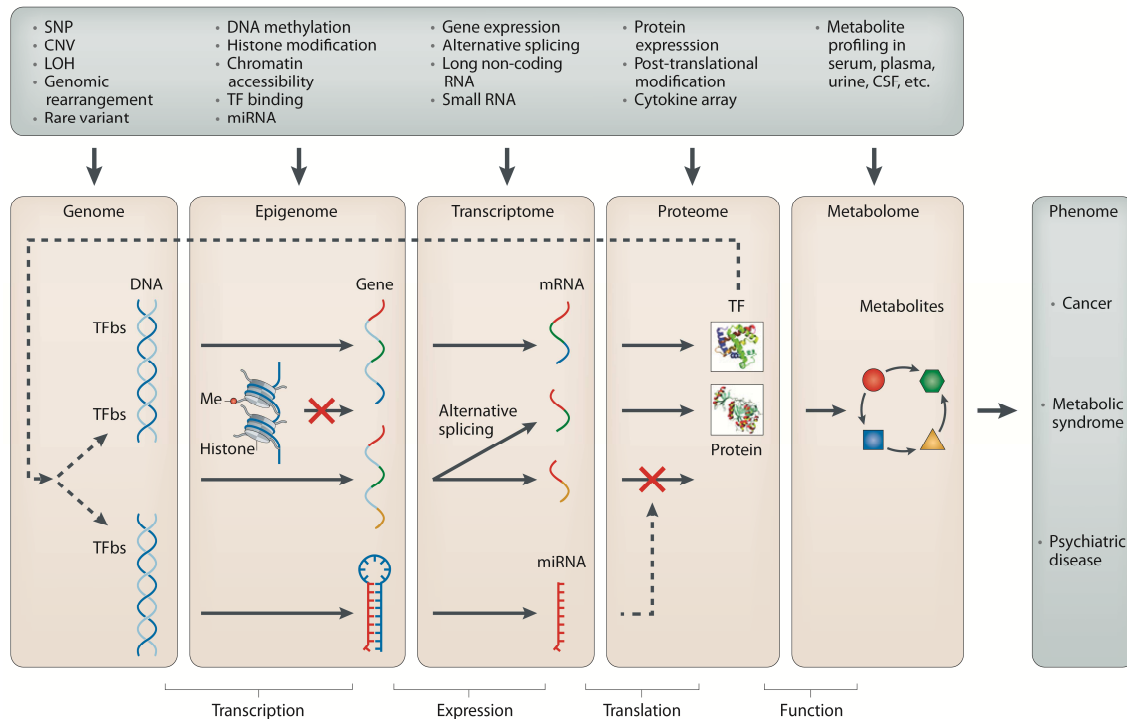 • SNP
• CNV
• LOH
• Genomic
rearrangement
• Rare variant
• DNA methylation
• Histone modification
• Chromatin
accessibility
• TF binding
• miRNA
• Gene expression
• Alternative splicing
• Long non-coding
RNA
• Small RNA
• Protein
expresssion
• Post-translational
modification
• Cytokine array
• Metabolite
profiling in
serum, plasma,
urine, CSF, etc.
Genome
Epigenome
Transcriptome
Proteome
Metabolome
Phenome
DNA
TFbs
TFbs
TFbs
Gene
Me
Histone
mRNA
Alternative
splicing
miRNA
TF
Protein
Metabolites
• Cancer
• Metabolic
syndrome
• Psychiatric
disease
Transcription
Expression
Translation
Function